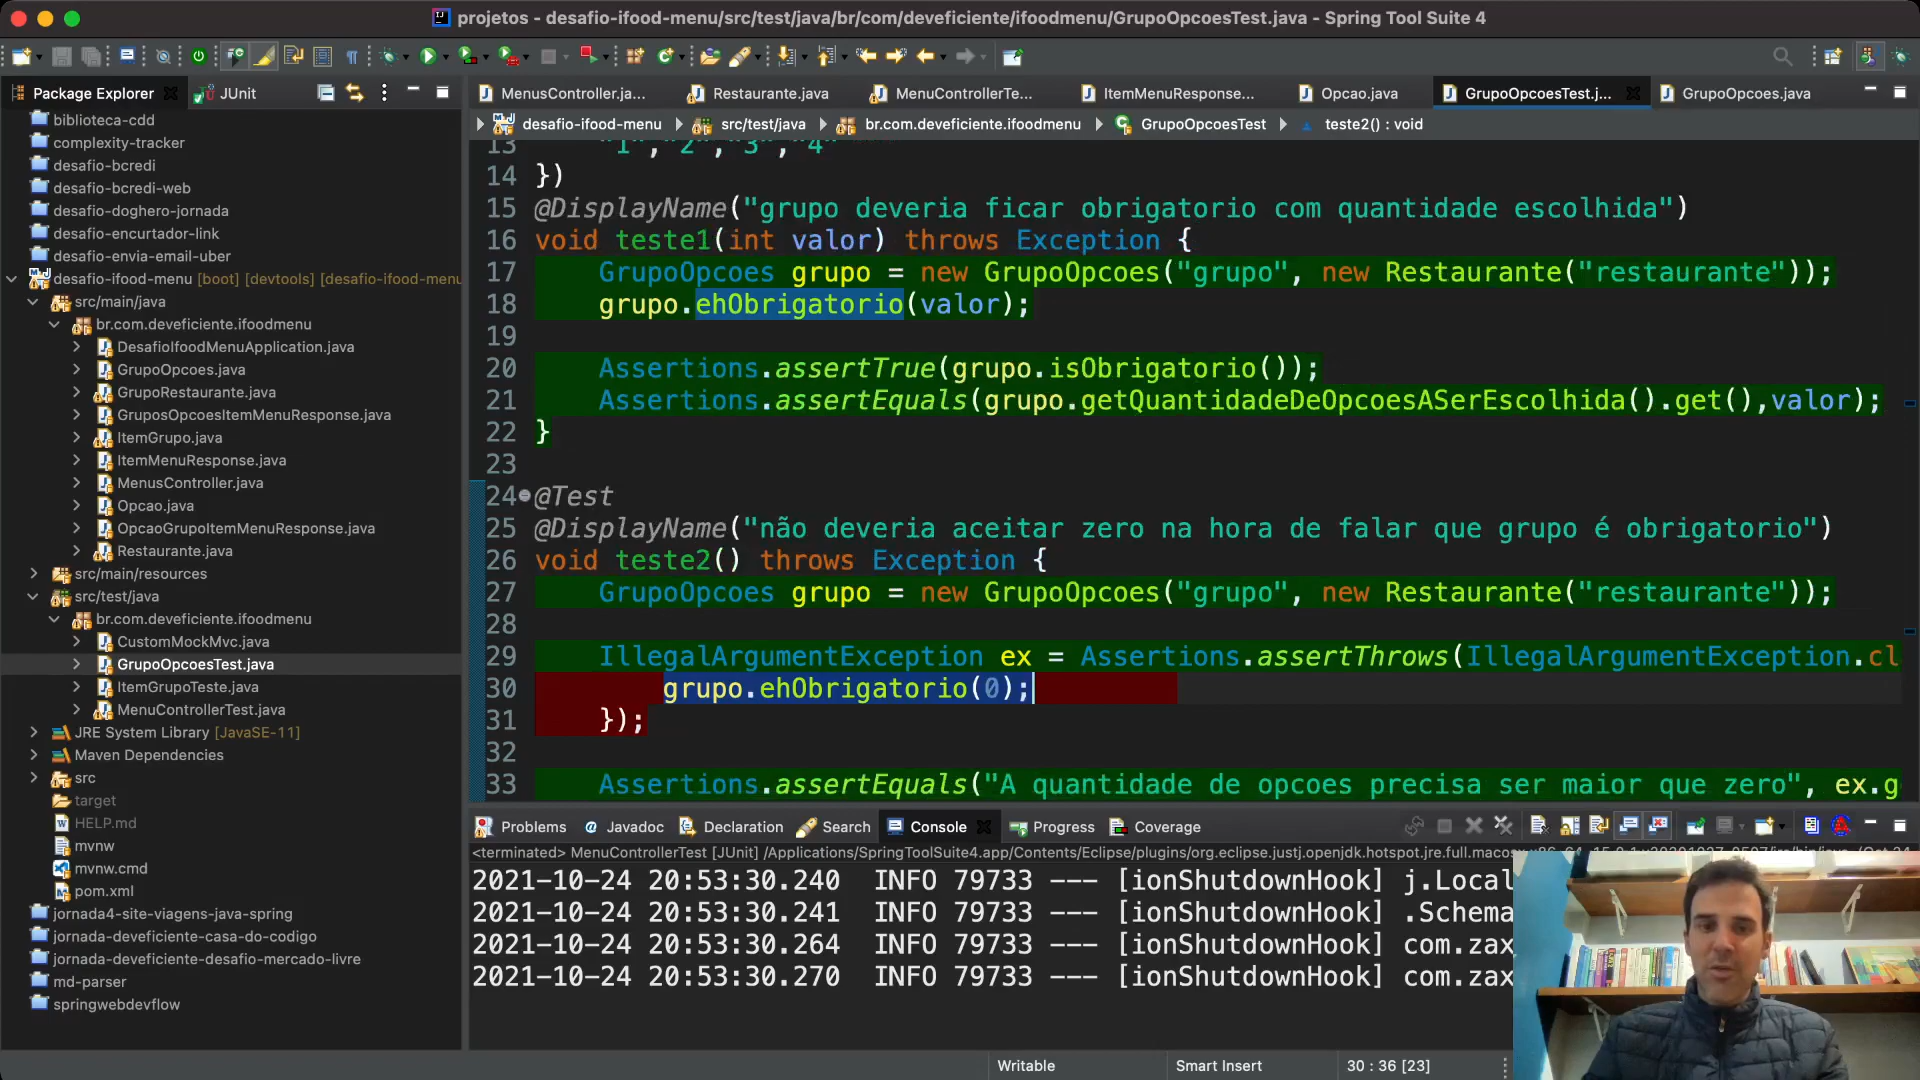 projetos - desafio-ifood-menu/src/test/java/br/com/deveficiente/ifoodmenu/GrupoOpcoesTest.java - Spring Tool Suite 4
Package Explorer
JUnit
MenusController.ja...
Restaurante.java
MenuControllerTe...
ItemMenuResponse...
Opcao.java
GrupoOpcoesTest.j...
GrupoOpcoes.java
desafio-ifood-menu
src/test/java
br.com.deveficiente.ifoodmenu
GrupoOpcoesTest
teste2() : void
biblioteca-cdd
complexity-tracker
desafio-bcredi
desafio-bcredi-web
desafio-doghero-jornada
desafio-encurtador-link
desafio-envia-email-uber
desafio-ifood-menu [boot] [devtools] [desafio-ifood-menu
src/main/java
br.com.deveficiente.ifoodmenu
DesafioIfoodMenuApplication.java
GrupoOpcoes.java
GrupoRestaurante.java
GruposOpcoesItemMenuResponse.java
ItemGrupo.java
ItemMenuResponse.java
MenusController.java
Opcao.java
OpcaoGrupoItemMenuResponse.java
Restaurante.java
src/main/resources
src/test/java
br.com.deveficiente.ifoodmenu
CustomMockMvc.java
GrupoOpcoesTest.java
ItemGrupoTeste.java
MenuControllerTest.java
JRE System Library [JavaSE-11]
Maven Dependencies
src
target
HELP.md
mvnw
mvnw.cmd
pom.xml
jornada4-site-viagens-java-spring
jornada-deveficiente-casa-do-codigo
jornada-deveficiente-desafio-mercado-livre
md-parser
springwebdevflow
13 "1","2","3","4"
14 })
15 @DisplayName("grupo deveria ficar obrigatorio com quantidade escolhida")
16 void teste1(int valor) throws Exception {
17 GrupoOpcoes grupo = new GrupoOpcoes("grupo", new Restaurante("restaurante"));
18 grupo.ehObrigatorio(valor);
19
20 Assertions.assertTrue(grupo.isObrigatorio());
21 Assertions.assertEquals(grupo.getQuantidadeDeOpcoesASerEscolhida().get(),valor);
22 }
23
24 @Test
25 @DisplayName("não deveria aceitar zero na hora de falar que grupo é obrigatorio")
26 void teste2() throws Exception {
27 GrupoOpcoes grupo = new GrupoOpcoes("grupo", new Restaurante("restaurante"));
28
29 IllegalArgumentException ex = Assertions.assertThrows(IllegalArgumentException.cl
30 grupo.ehObrigatorio(0);
31 });
32
33 Assertions.assertEquals("A quantidade de opcoes precisa ser maior que zero", ex.g
Problems
@ Javadoc
Declaration
Search
Console
Progress
Coverage
<terminated> MenuControllerTest [JUnit] /Applications/SpringToolSuite4.app/Contents/Eclipse/plugins/org.eclipse.justj.openjdk.hotspot.jre.full.macos
2021-10-24 20:53:30.240 INFO 79733 --- [ionShutdownHook] j.Local
2021-10-24 20:53:30.241 INFO 79733 --- [ionShutdownHook] .Schema
2021-10-24 20:53:30.264 INFO 79733 --- [ionShutdownHook] com.zax
2021-10-24 20:53:30.270 INFO 79733 --- [ionShutdownHook] com.zax
Writable
Smart Insert
30 : 36 [23]